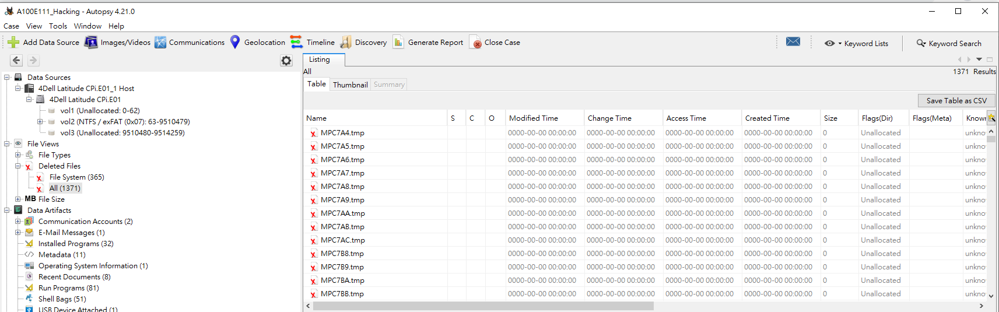 A100E111_Hacking - Autopsy 4.21.0
Case View Tools Window Help
Add Data Source Images/Videos Communications Geolocation Timeline Discovery Generate Report Close Case Keyword Lists Keyword Search
Data Sources
4Dell Latitude CPi.E01_1 Host
4Dell Latitude CPi.E01
vol1 (Unallocated: 0-62)
vol2 (NTFS / exFAT (0x07): 63-9510479)
vol3 (Unallocated: 9510480-9514259)
File Views
File Types
Deleted Files
File System (365)
All (1371)
MB File Size
Data Artifacts
Communication Accounts (2)
E-Mail Messages (1)
Installed Programs (32)
Metadata (11)
Operating System Information (1)
Recent Documents (8)
Run Programs (81)
Shell Bags (51)
USB Device Attached (1)
Listing
All 1371 Results
Table Thumbnail Summary
Save Table as CSV
Name S C O Modified Time Change Time Access Time Created Time Size Flags(Dir) Flags(Meta) Known
MPC7A4.tmp 0000-00-00 00:00:00 0000-00-00 00:00:00 0000-00-00 00:00:00 0000-00-00 00:00:00 0 Unallocated unkno
MPC7A5.tmp 0000-00-00 00:00:00 0000-00-00 00:00:00 0000-00-00 00:00:00 0000-00-00 00:00:00 0 Unallocated unkno
MPC7A6.tmp 0000-00-00 00:00:00 0000-00-00 00:00:00 0000-00-00 00:00:00 0000-00-00 00:00:00 0 Unallocated unkno
MPC7A7.tmp 0000-00-00 00:00:00 0000-00-00 00:00:00 0000-00-00 00:00:00 0000-00-00 00:00:00 0 Unallocated unkno
MPC7A8.tmp 0000-00-00 00:00:00 0000-00-00 00:00:00 0000-00-00 00:00:00 0000-00-00 00:00:00 0 Unallocated unkno
MPC7A9.tmp 0000-00-00 00:00:00 0000-00-00 00:00:00 0000-00-00 00:00:00 0000-00-00 00:00:00 0 Unallocated unkno
MPC7AA.tmp 0000-00-00 00:00:00 0000-00-00 00:00:00 0000-00-00 00:00:00 0000-00-00 00:00:00 0 Unallocated unkno
MPC7AB.tmp 0000-00-00 00:00:00 0000-00-00 00:00:00 0000-00-00 00:00:00 0000-00-00 00:00:00 0 Unallocated unkno
MPC7AC.tmp 0000-00-00 00:00:00 0000-00-00 00:00:00 0000-00-00 00:00:00 0000-00-00 00:00:00 0 Unallocated unkno
MPC7B8.tmp 0000-00-00 00:00:00 0000-00-00 00:00:00 0000-00-00 00:00:00 0000-00-00 00:00:00 0 Unallocated unkno
MPC7B9.tmp 0000-00-00 00:00:00 0000-00-00 00:00:00 0000-00-00 00:00:00 0000-00-00 00:00:00 0 Unallocated unkno
MPC7BA.tmp 0000-00-00 00:00:00 0000-00-00 00:00:00 0000-00-00 00:00:00 0000-00-00 00:00:00 0 Unallocated unkno
MPC7BB.tmp 0000-00-00 00:00:00 0000-00-00 00:00:00 0000-00-00 00:00:00 0000-00-00 00:00:00 0 Unallocated unkno